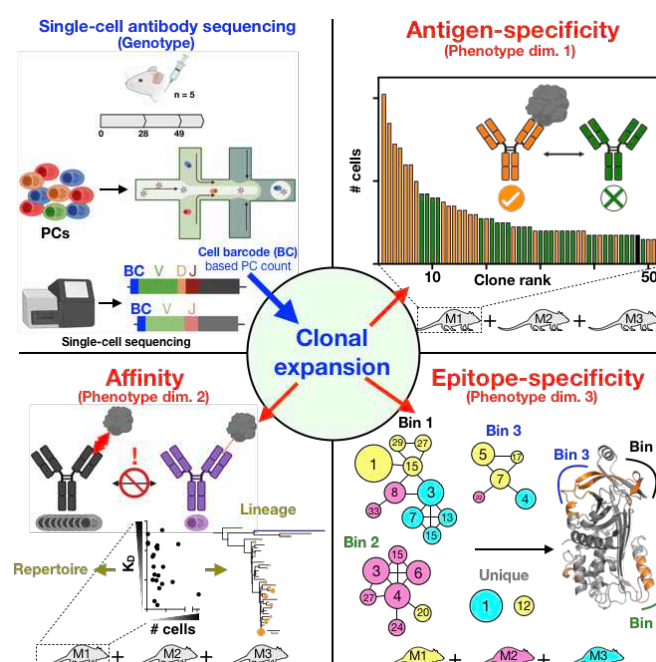 Single-cell antibody sequencing
(Genotype)
n = 5
0 28 49
PCs
Cell barcode (BC)
based PC count
BC V D J
BC V J
Single-cell sequencing
Antigen-specificity
(Phenotype dim. 1)
# cells
10 50
Clone rank
M1 + M2 + M3
Clonal
expansion
Affinity
(Phenotype dim. 2)
!
Lineage
Repertoire
KD
# cells
M1 + M2 + M3
Epitope-specificity
(Phenotype dim. 3)
Bin 1
29 27
1 15
8 3
33 7 13
15
Bin 3
5 17
7
4
Bin 3
Bin
Bin 2
15
3 6
27 4
20
24
Unique
1 12
Bin
M1 + M2 + M3